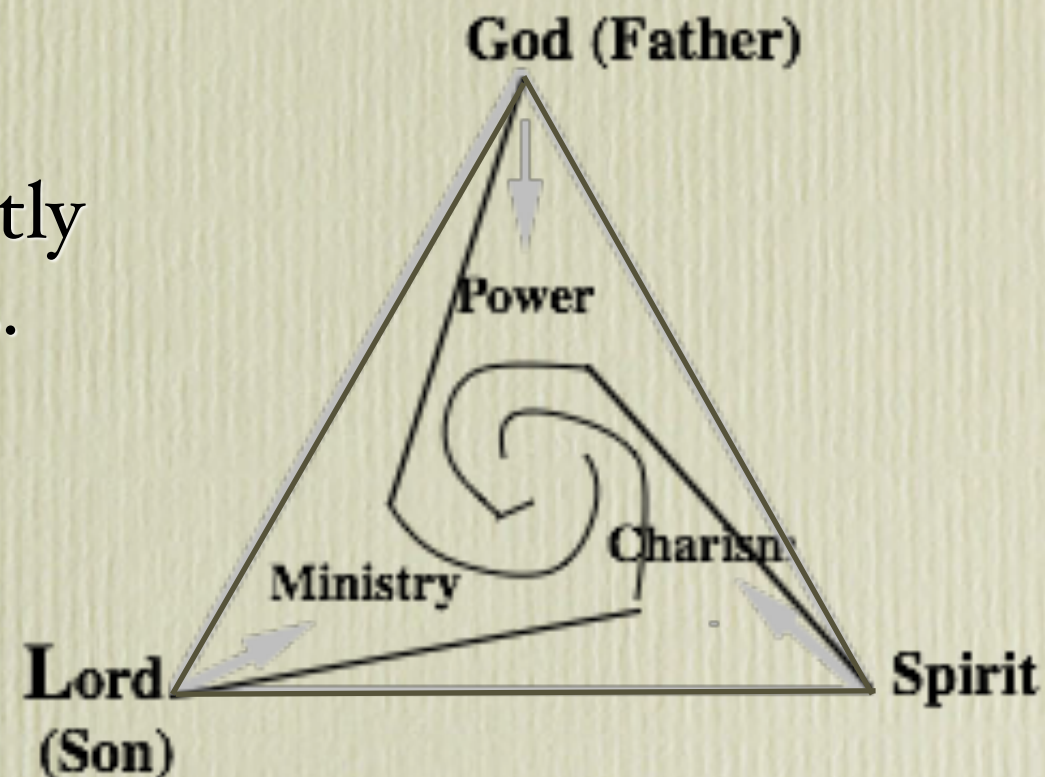 God (Father)
tly
.
Power
Charism
Ministry
Lord
(Son)
Spirit